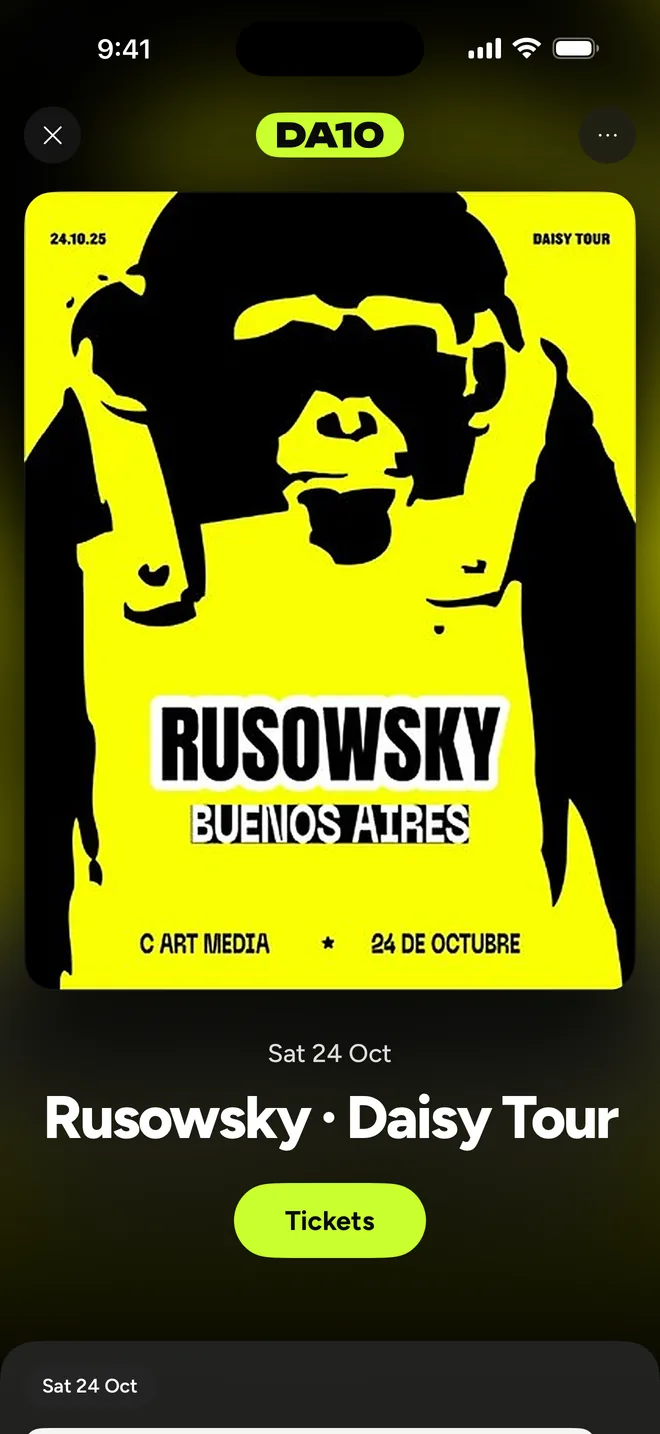 9:41
DA10
24.10.25
DAISY TOUR
RUSOWSKY
BUENOS AIRES
C ART MEDIA ★ 24 DE OCTUBRE
Sat 24 Oct
Rusowsky · Daisy Tour
Tickets
Sat 24 Oct